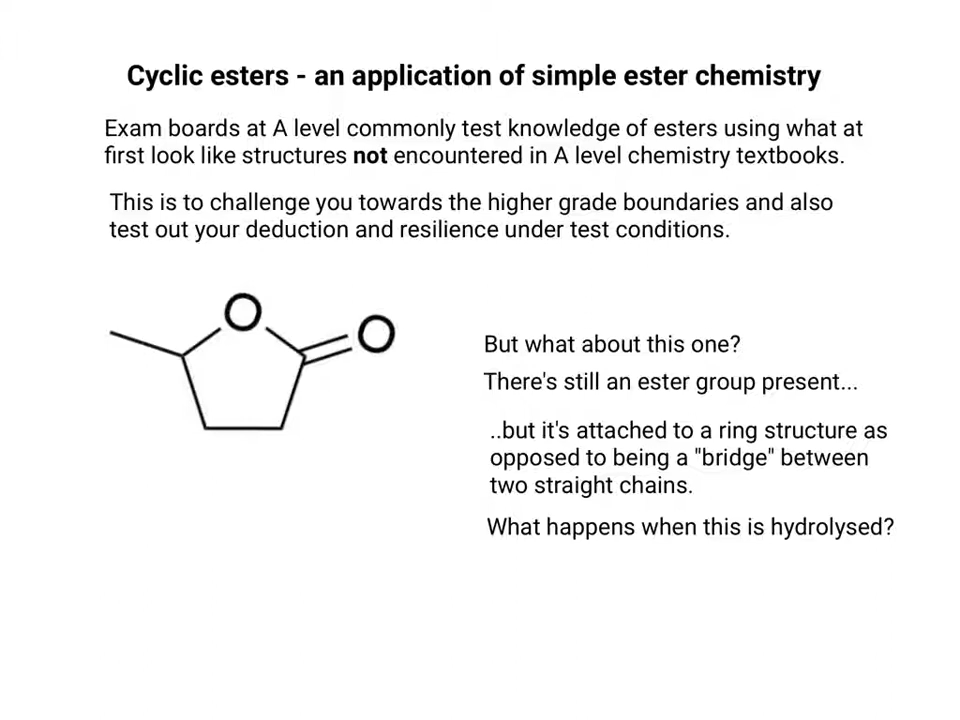 Cyclic esters - an application of simple ester chemistry
Exam boards at A level commonly test knowledge of esters using what at
first look like structures not encountered in A level chemistry textbooks.
This is to challenge you towards the higher grade boundaries and also
test out your deduction and resilience under test conditions.
O
O
But what about this one?
There's still an ester group present...
..but it's attached to a ring structure as
opposed to being a "bridge" between
two straight chains.
What happens when this is hydrolysed?